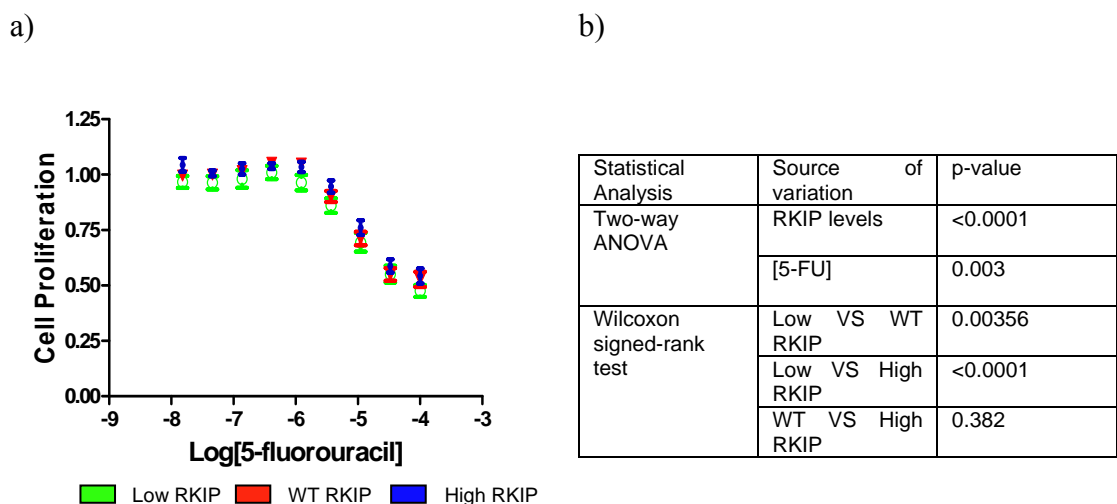 a)
b)
1.25
1.00
0.75
0.50
0.25
0.00
Cell Proliferation
-9 -8 -7 -6 -5 -4 -3
Log[5-fluorouracil]
Low RKIP WT RKIP High RKIP
Statistical Source of p-value
Analysis variation
Two-way RKIP levels <0.0001
ANOVA
[5-FU] 0.003
Wilcoxon Low VS WT 0.00356
signed-rank RKIP
test Low VS High <0.0001
RKIP
WT VS High 0.382
RKIP